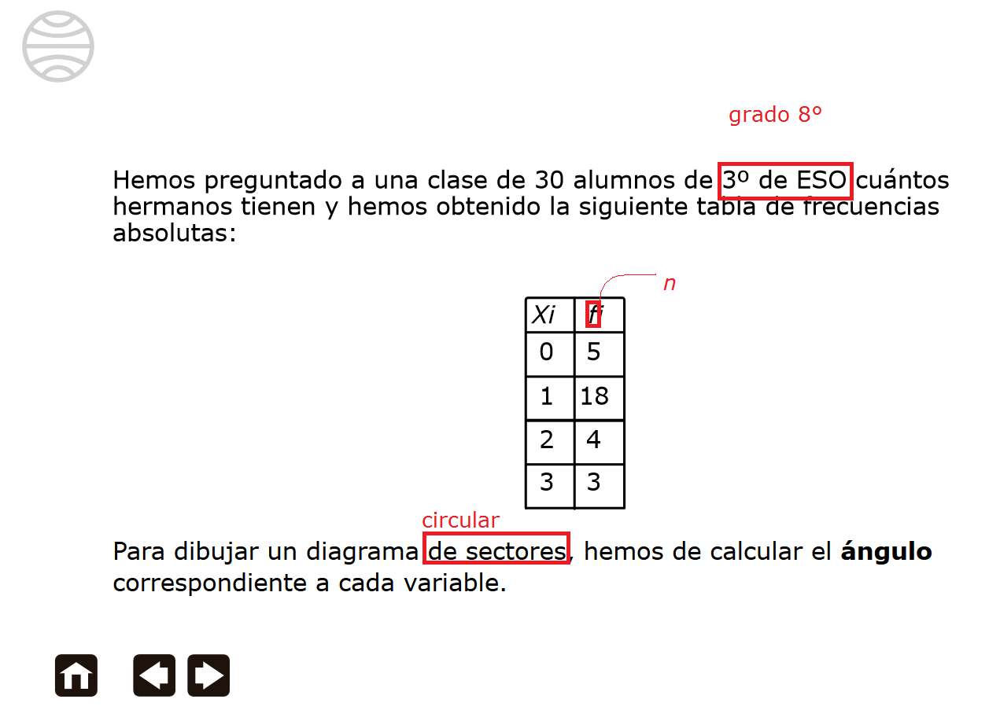 grado 8°
Hemos preguntado a una clase de 30 alumnos de 3º de ESO cuántos
hermanos tienen y hemos obtenido la siguiente tabla de frecuencias
absolutas:
n
Xi fi
0 5
1 18
2 4
3 3
circular
Para dibujar un diagrama de sectores, hemos de calcular el ángulo
correspondiente a cada variable.